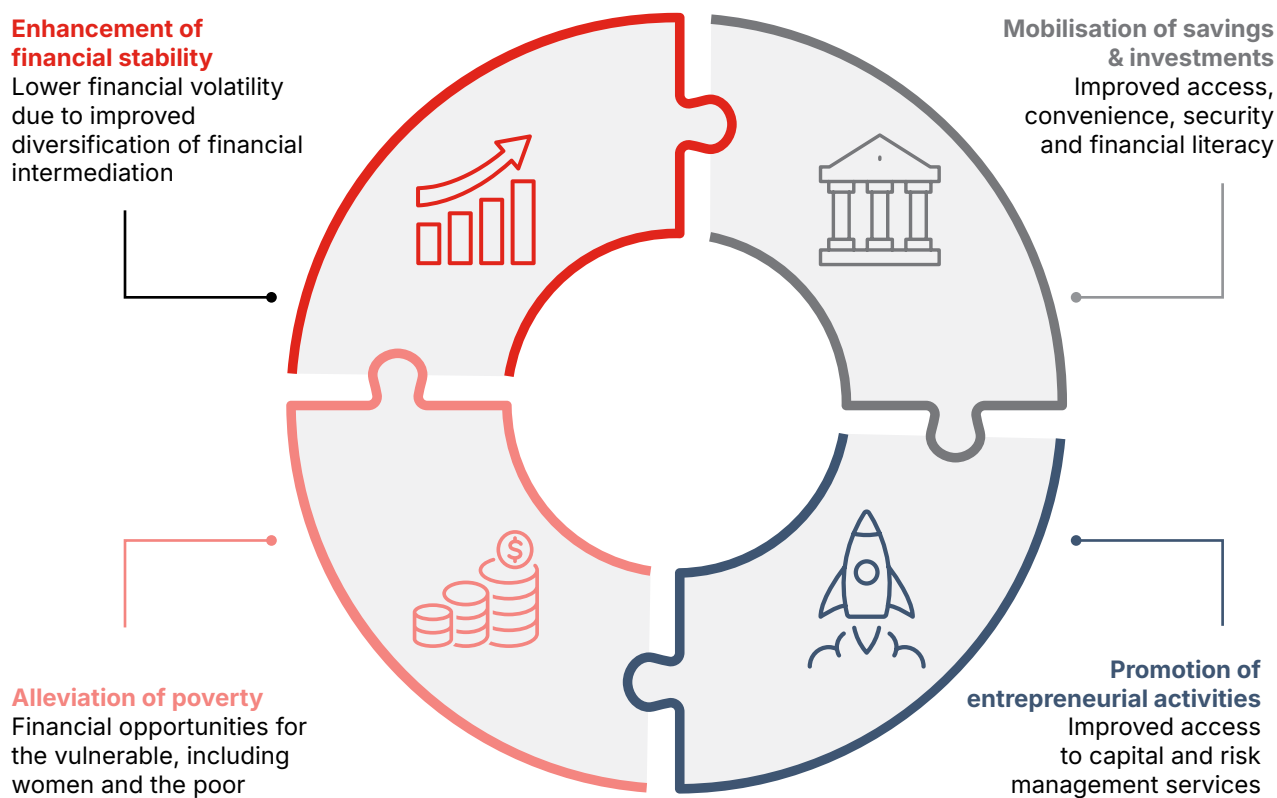 Enhancement of
financial stability
Lower financial volatility
due to improved
diversification of financial
intermediation
Mobilisation of savings
& investments
Improved access,
convenience, security
and financial literacy
$
Alleviation of poverty
Financial opportunities for
the vulnerable, including
women and the poor
Promotion of
entrepreneurial activities
Improved access
to capital and risk
management services